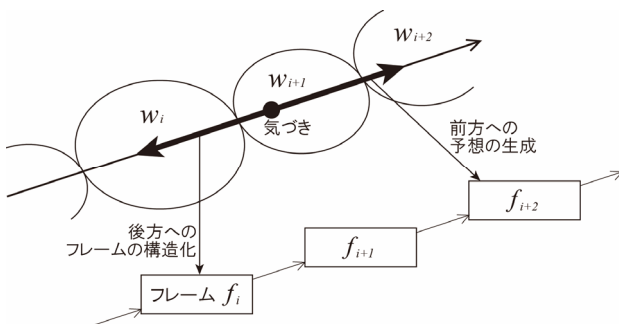 w_{i+2}
w_{i+1}
w_i
気づき
前方への
予想の生成
後方への
フレームの構造化
f_{i+2}
f_{i+1}
フレーム f_i